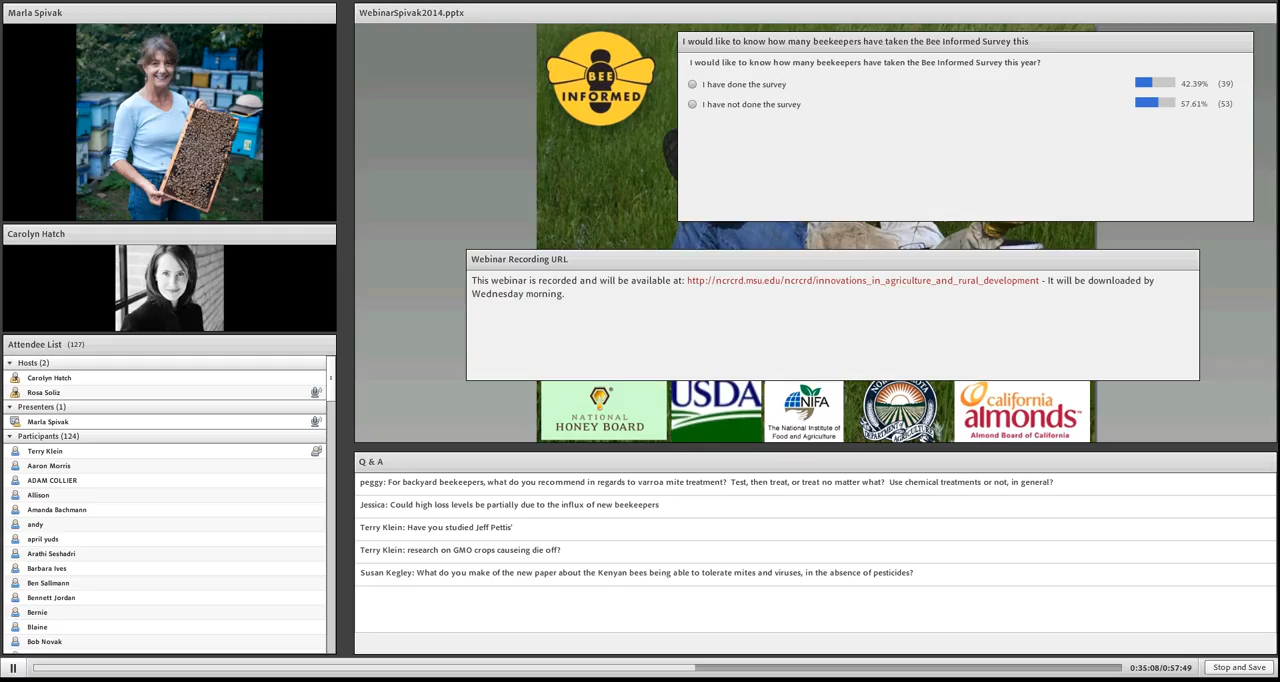 Marla Spivak
WebinarSpivak2014.pptx
BEE
INFORMED
I would like to know how many beekeepers have taken the Bee Informed Survey this
I would like to know how many beekeepers have taken the Bee Informed Survey this year?
I have done the survey 42.39% (39)
I have not done the survey 57.61% (53)
Carolyn Hatch
Webinar Recording URL
This webinar is recorded and will be available at: http://ncrcrd.msu.edu/ncrcrd/innovations_in_agriculture_and_rural_development - It will be downloaded by
Wednesday morning.
Attendee List (127)
Hosts (2)
Carolyn Hatch
Rosa Soliz
Presenters (1)
Marla Spivak
Participants (124)
Terry Klein
Aaron Morris
ADAM COLLIER
Allison
Amanda Bachmann
andy
april yuds
Arathi Seshadri
Barbara Ives
Ben Sallmann
Bennett Jordan
Bernie
Blaine
Bob Novak
NATIONAL
HONEY BOARD
USDA
NIFA
The National Institute of
Food and Agriculture
california
almonds™
Almond Board of California
Q & A
peggy: For backyard beekeepers, what do you recommend in regards to varroa mite treatment? Test, then treat, or treat no matter what? Use chemical treatments or not, in general?
Jessica: Could high loss levels be partially due to the influx of new beekeepers
Terry Klein: Have you studied Jeff Pettis'
Terry Klein: research on GMO crops causeing die off?
Susan Kegley: What do you make of the new paper about the Kenyan bees being able to tolerate mites and viruses, in the absence of pesticides?
0:35:08/0:57:49
Stop and Save